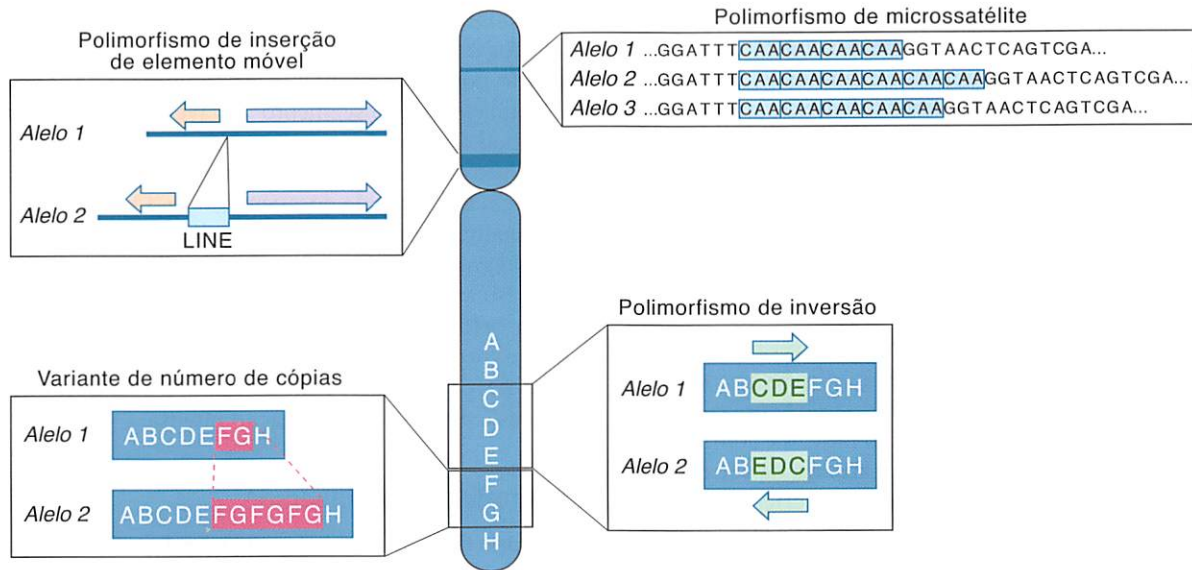 Polimorfismo de microssatélite
Alelo 1 ...GGATTTCAACAACAACAAGGTAACTCAGTCGA...
Alelo 2 ...GGATTTCAACAACAACAACAACAAGGTAACTCAGTCGA...
Alelo 3 ...GGATTTCAACAACAACAACAAGGTAACTCAGTCGA...
Polimorfismo de inserção
de elemento móvel
Alelo 1
Alelo 2
LINE
A
B
C
D
E
F
G
H
Polimorfismo de inversão
Alelo 1 ABCDEFGH
Alelo 2 ABEDCFGH
Variante de número de cópias
Alelo 1 ABCDEFGH
Alelo 2 ABCDEFGFGFGH